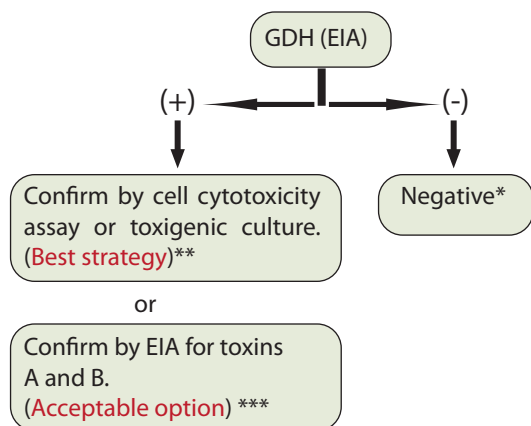 GDH (EIA)
(+)
(-)
Confirm by cell cytotoxicity
assay or toxigenic culture.
(Best strategy)**
Negative*
or
Confirm by EIA for toxins
A and B.
(Acceptable option) ***